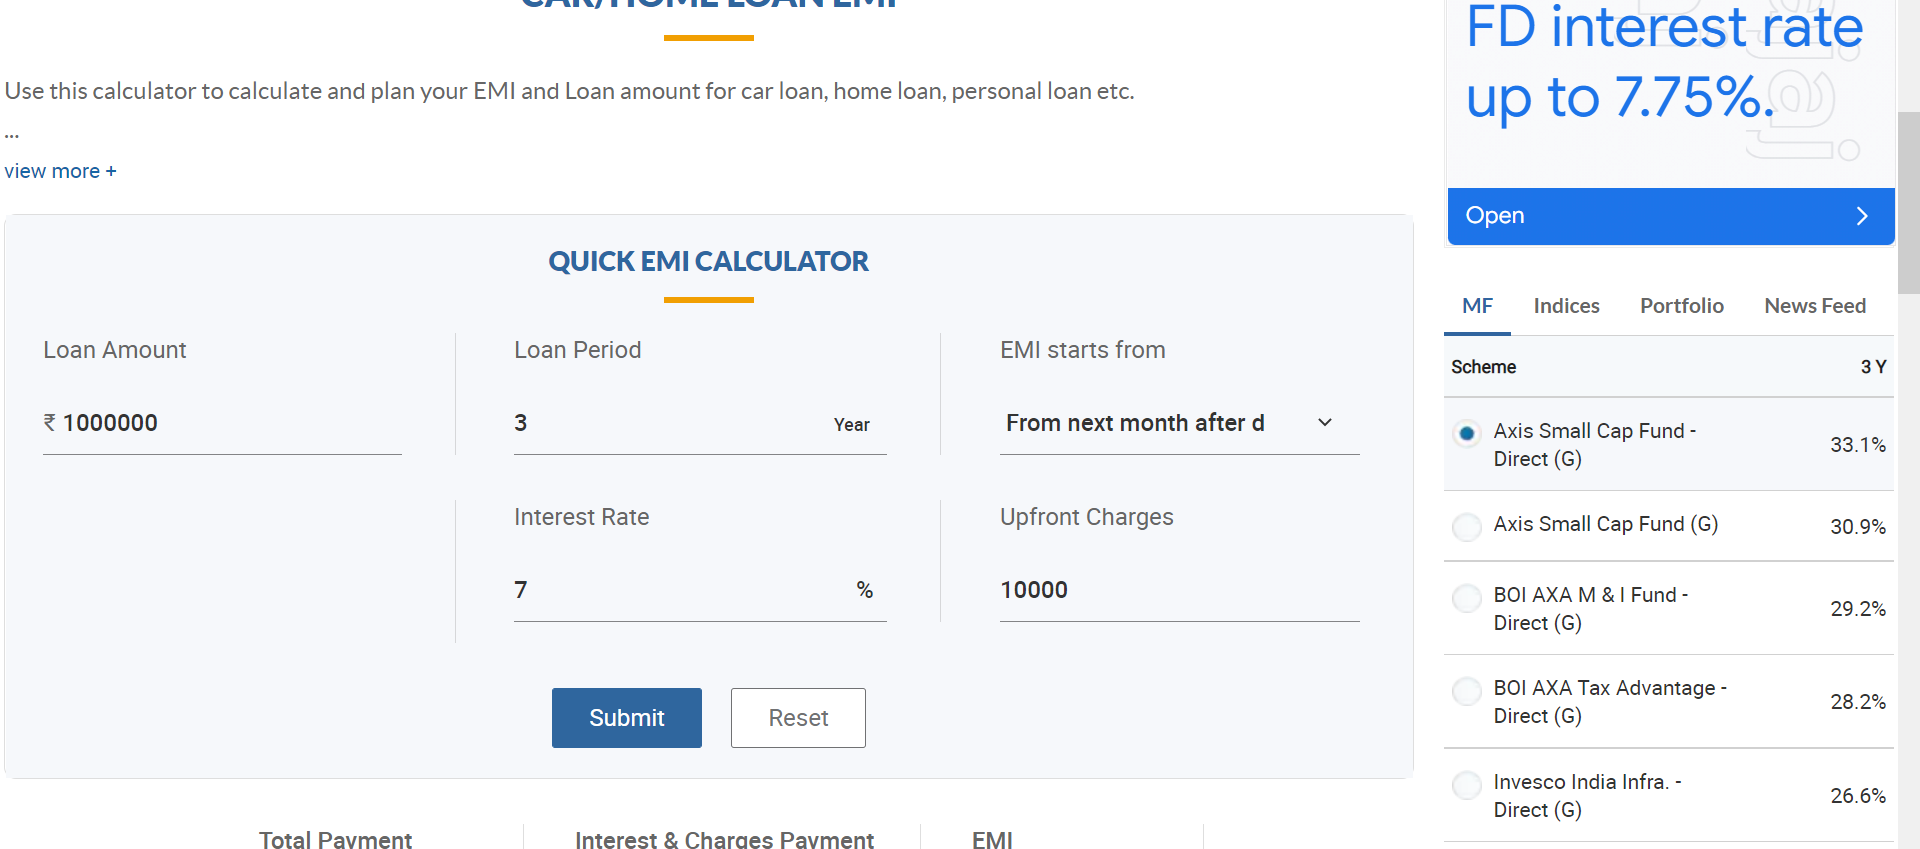 CAR/HOME LOAN EMI
Use this calculator to calculate and plan your EMI and Loan amount for car loan, home loan, personal loan etc.
...
view more +
QUICK EMI CALCULATOR
Loan Amount
₹ 1000000
Loan Period
3 Year
EMI starts from
From next month after d
Interest Rate
7 %
Upfront Charges
10000
Submit
Reset
Total Payment
Interest & Charges Payment
EMI
FD interest rate
up to 7.75%.
Open
MF Indices Portfolio News Feed
Scheme 3 Y
Axis Small Cap Fund -
Direct (G) 33.1%
Axis Small Cap Fund (G) 30.9%
BOI AXA M & I Fund -
Direct (G) 29.2%
BOI AXA Tax Advantage -
Direct (G) 28.2%
Invesco India Infra. -
Direct (G) 26.6%